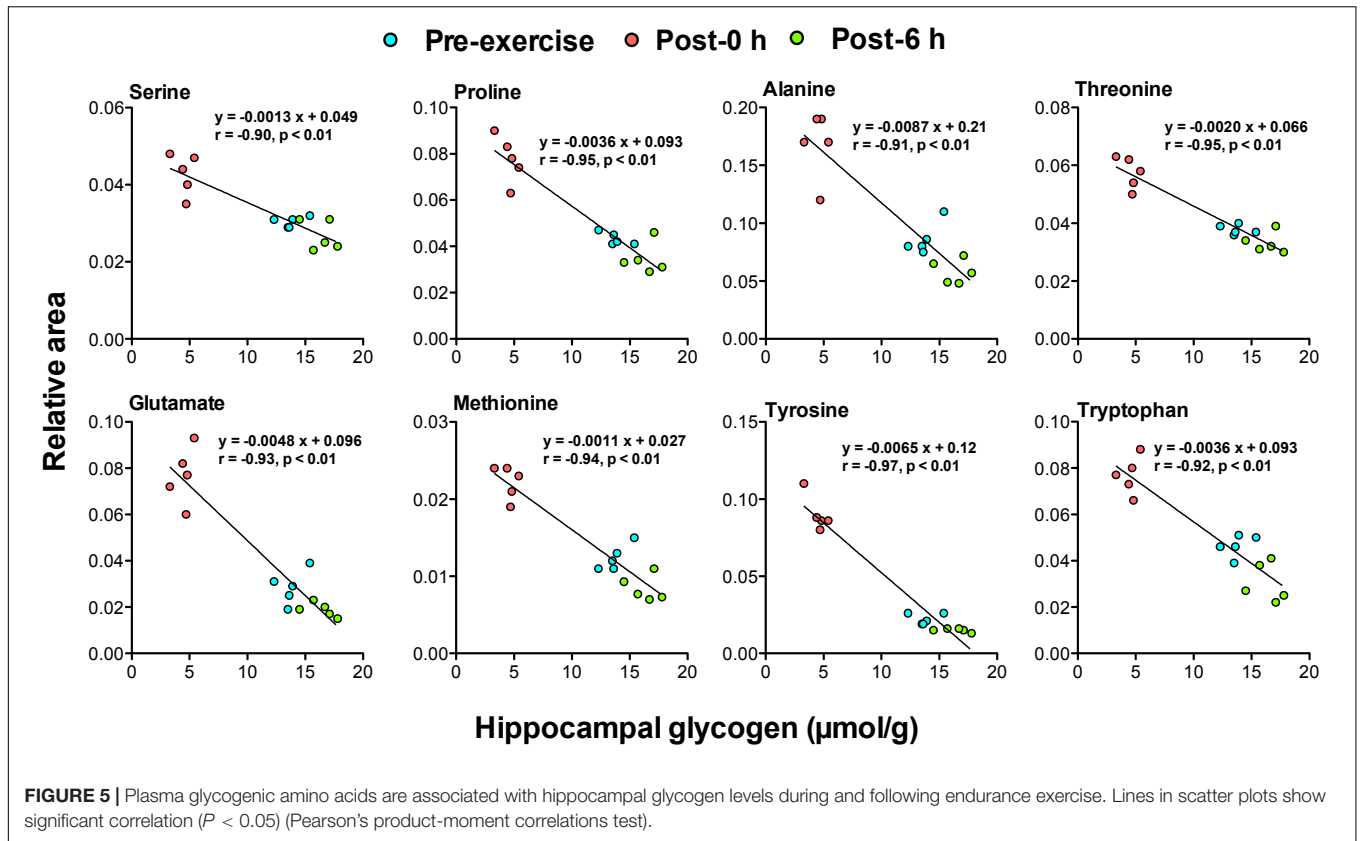 Pre-exercise Post-0 h Post-6 h
Relative area
Serine
y = -0.0013 x + 0.049
r = -0.90, p < 0.01
0.06
0.04
0.02
0.00
0 5 10 15 20
Proline
y = -0.0036 x + 0.093
r = -0.95, p < 0.01
0.10
0.08
0.06
0.04
0.02
0.00
0 5 10 15 20
Alanine
y = -0.0087 x + 0.21
r = -0.91, p < 0.01
0.20
0.15
0.10
0.05
0.00
0 5 10 15 20
Threonine
y = -0.0020 x + 0.066
r = -0.95, p < 0.01
0.08
0.06
0.04
0.02
0.00
0 5 10 15 20
Glutamate
y = -0.0048 x + 0.096
r = -0.93, p < 0.01
0.10
0.08
0.06
0.04
0.02
0.00
0 5 10 15 20
Methionine
y = -0.0011 x + 0.027
r = -0.94, p < 0.01
0.03
0.02
0.01
0.00
0 5 10 15 20
Tyrosine
y = -0.0065 x + 0.12
r = -0.97, p < 0.01
0.15
0.10
0.05
0.00
0 5 10 15 20
Tryptophan
y = -0.0036 x + 0.093
r = -0.92, p < 0.01
0.10
0.08
0.06
0.04
0.02
0.00
0 5 10 15 20
Hippocampal glycogen (µmol/g)
FIGURE 5 | Plasma glycogenic amino acids are associated with hippocampal glycogen levels during and following endurance exercise. Lines in scatter plots show
significant correlation (P < 0.05) (Pearson's product-moment correlations test).